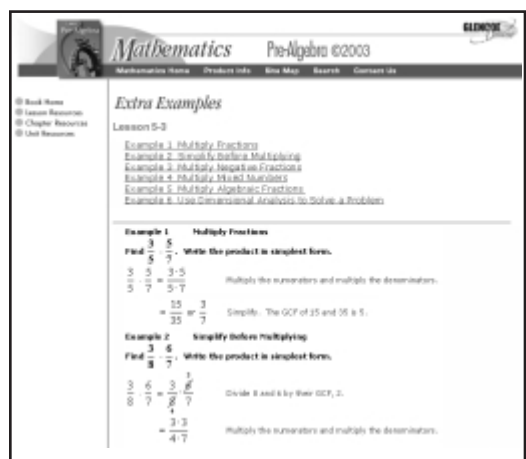 Pre-Algebra
GLENCOE
Mathematics Pre-Algebra ©2003
Mathematics Home Product Info Site Map Search Contact Us
Book Home
Lesson Resources
Chapter Resources
Unit Resources
Extra Examples
Lesson 5-3
Example 1 Multiply Fractions
Example 2 Simplify Before Multiplying
Example 3 Multiply Negative Fractions
Example 4 Multiply Mixed Numbers
Example 5 Multiply Algebraic Fractions
Example 6 Use Dimensional Analysis to Solve a Problem
Example 1 Multiply Fractions
Find 3/5 · 5/7. Write the product in simplest form.
3/5 · 5/7 = 3·5/5·7 Multiply the numerators and multiply the denominators.
= 15/35 or 3/7 Simplify. The GCF of 15 and 35 is 5.
Example 2 Simplify Before Multiplying
Find 3/8 · 6/7. Write the product in simplest form.
3/8 · 6/7 = 3/8 · 6/7 Divide 8 and 6 by their GCF, 2.
= 3·3/4·7 Multiply the numerators and multiply the denominators.